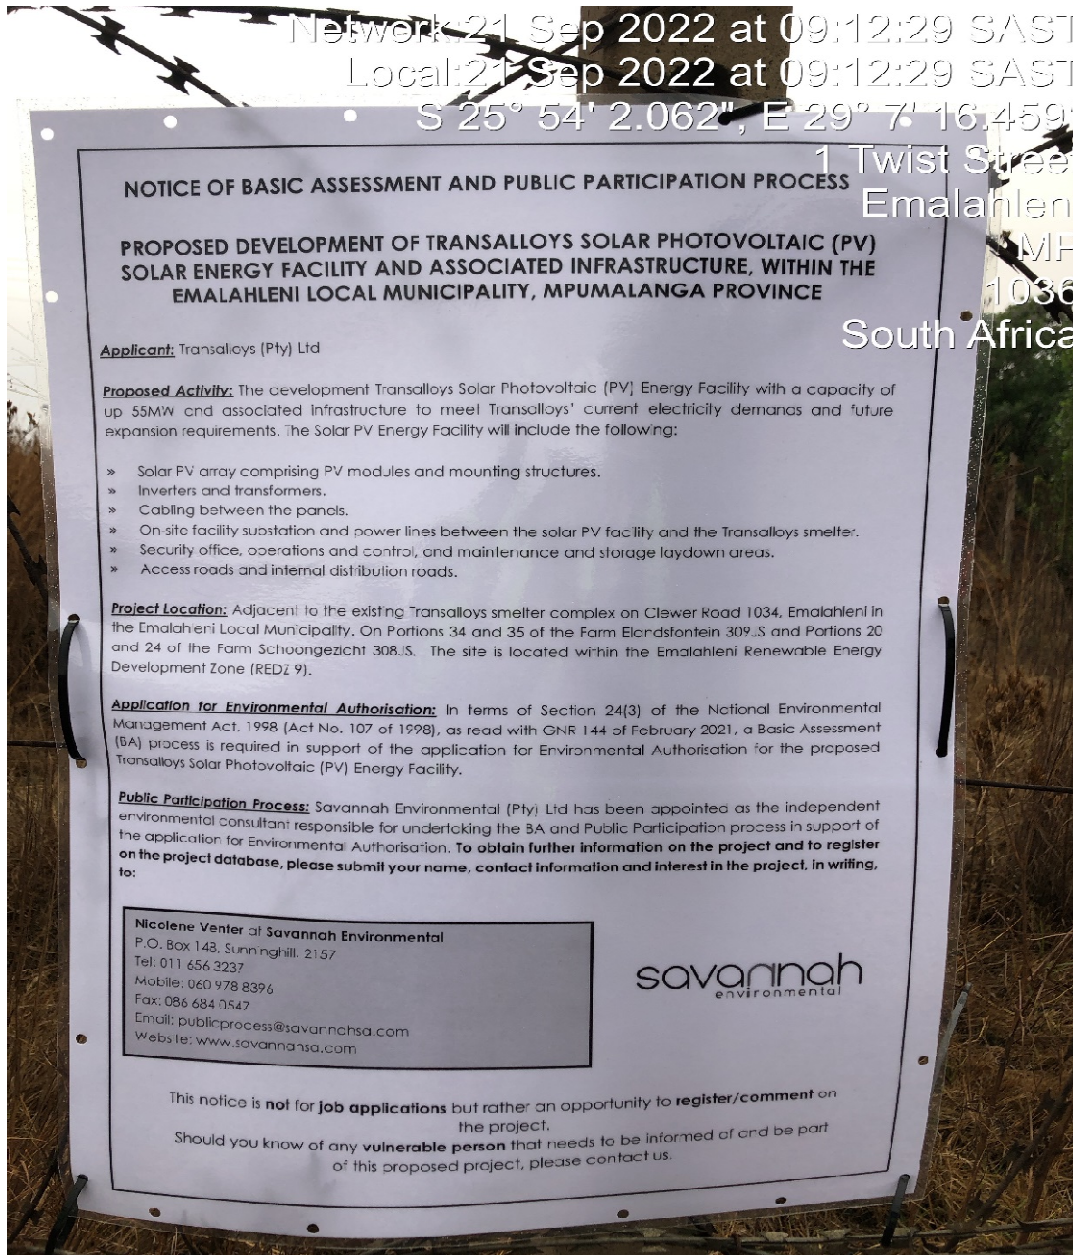 Network:21 Sep 2022 at 09:12:29 SAST
Local:21 Sep 2022 at 09:12:29 SAST
S 25° 54' 2.062", E 29° 7' 16.459"
1 Twist Stree
Emalahlen
MP
1036
South Africa
NOTICE OF BASIC ASSESSMENT AND PUBLIC PARTICIPATION PROCESS
PROPOSED DEVELOPMENT OF TRANSALLOYS SOLAR PHOTOVOLTAIC (PV)
SOLAR ENERGY FACILITY AND ASSOCIATED INFRASTRUCTURE, WITHIN THE
EMALAHLENI LOCAL MUNICIPALITY, MPUMALANGA PROVINCE
Applicant: Transalloys (Pty) Ltd
Proposed Activity: The development Transalloys Solar Photovoltaic (PV) Energy Facility with a capacity of
up 55MW and associated infrastructure to meet Transalloys' current electricity demands and future
expansion requirements. The Solar PV Energy Facility will include the following:
» Solar PV array comprising PV modules and mounting structures.
» Inverters and transformers.
» Cabling between the panels.
» On-site facility substation and power lines between the solar PV facility and the Transalloys smelter.
» Security office, operations and control, and maintenance and storage laydown areas.
» Access roads and internal distribution roads.
Project Location: Adjacent to the existing Transalloys smelter complex on Clewer Road 1034, Emalahleni in
the Emalahleni Local Municipality. On Portions 34 and 35 of the Farm Elandsfontein 309JS and Portions 20
and 24 of the Farm Schoongezicht 308JS. The site is located within the Emalahleni Renewable Energy
Development Zone (REDZ 9).
Application for Environmental Authorisation: In terms of Section 24(3) of the National Environmental
Management Act, 1998 (Act No. 107 of 1998), as read with GNR 144 of February 2021, a Basic Assessment
(BA) process is required in support of the application for Environmental Authorisation for the proposed
Transalloys Solar Photovoltaic (PV) Energy Facility.
Public Participation Process: Savannah Environmental (Pty) Ltd has been appointed as the independent
environmental consultant responsible for undertaking the BA and Public Participation process in support of
the application for Environmental Authorisation. To obtain further information on the project and to register
on the project database, please submit your name, contact information and interest in the project, in writing,
to:
Nicolene Venter at Savannah Environmental
P.O. Box 148, Sunninghill, 2157
Tel: 011 656 3237
Mobile: 060 978 8396
Fax: 086 684 0547
Email: publicprocess@savannahsa.com
Website: www.savannahsa.com
savannah
environmental
This notice is not for job applications but rather an opportunity to register/comment on
the project.
Should you know of any vulnerable person that needs to be informed of and be part
of this proposed project, please contact us.